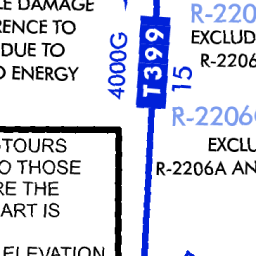 DAMAGE
RENCE TO
DUE TO
ENERGY
4000G
T399
15
R-220
EXCLUD
R-2206
R-2206
EXCLU
R-2206A AN
TOURS
O THOSE
RE THE
ART IS
ELEVATION